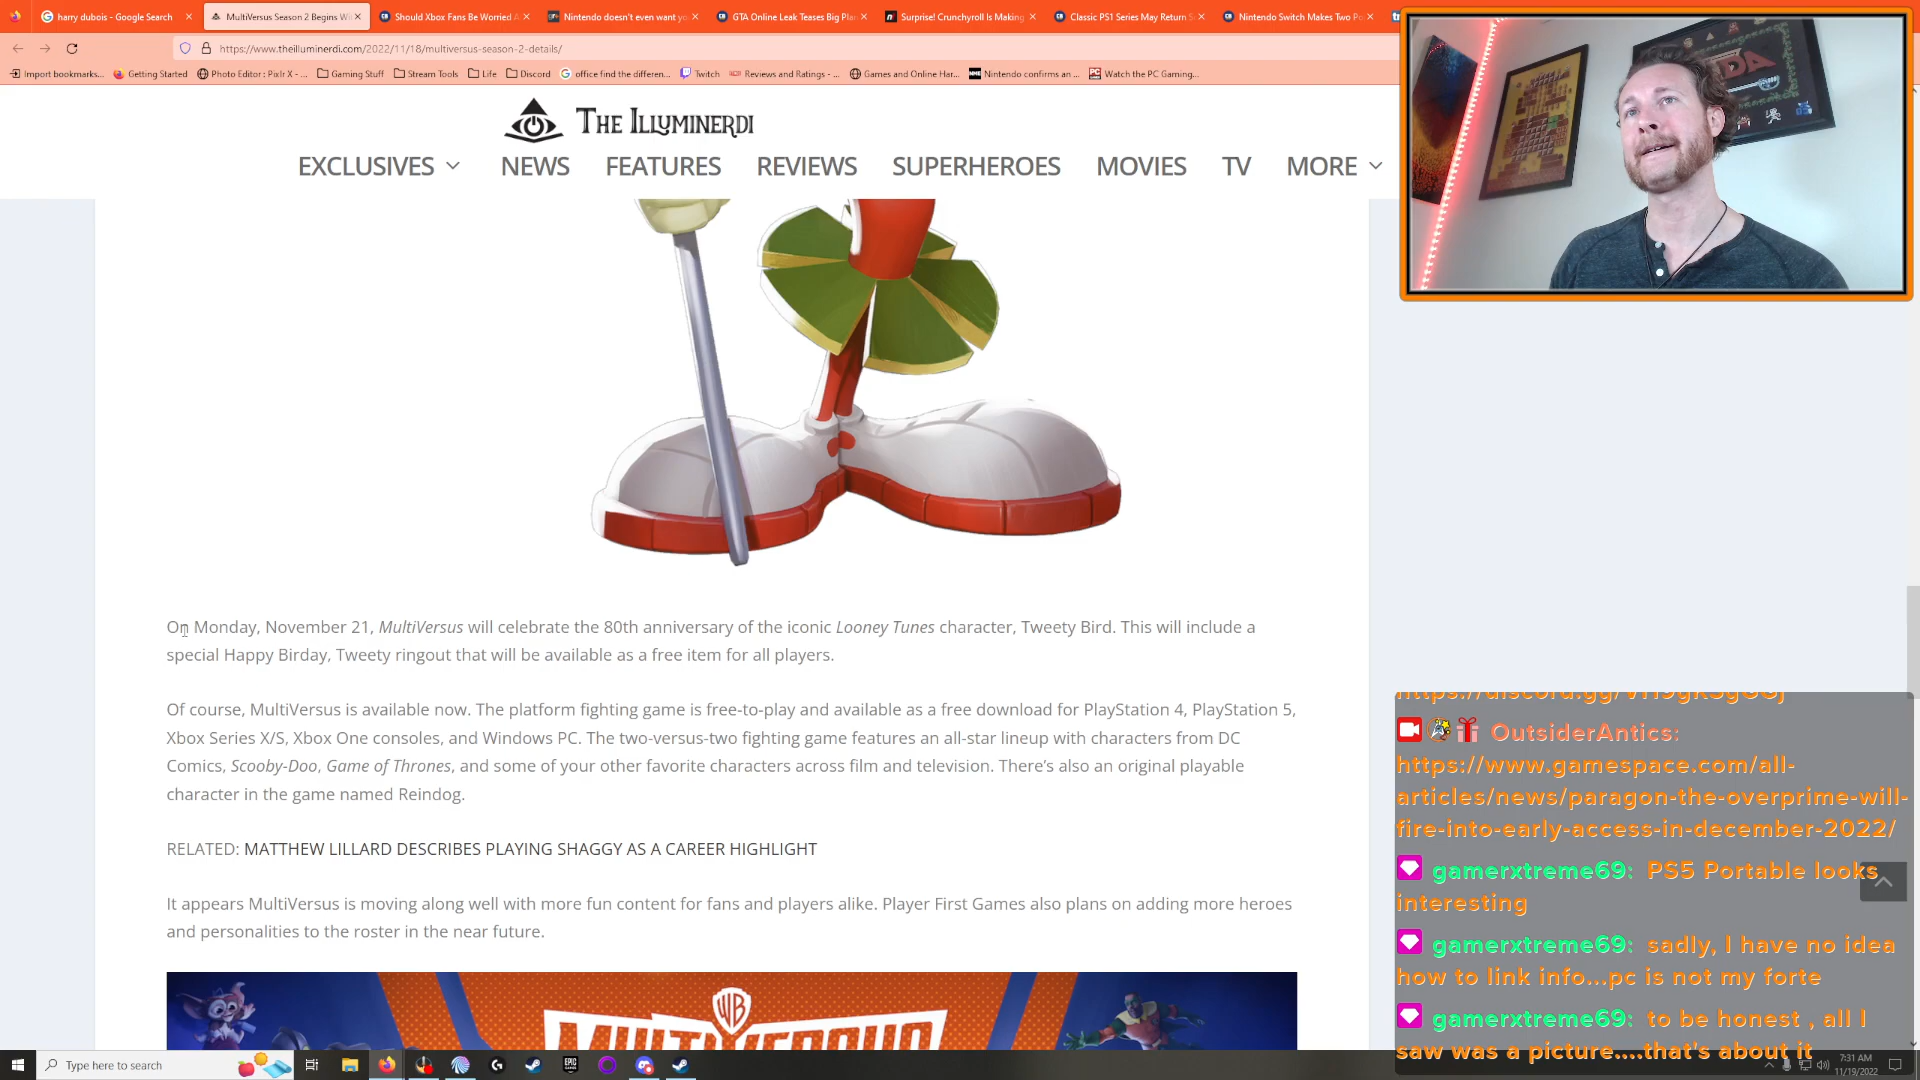 harry dubois - Google Search
MultiVersus Season 2 Begins Wi
Should Xbox Fans Be Worried A
Nintendo doesn't even want yo
GTA Online Leak Teases Big Pla
Surprise! Crunchyroll Is Making
Classic PS1 Series May Return S
Nintendo Switch Makes Two Po
https://www.theilluminerdi.com/2022/11/18/multiversus-season-2-details/
Import bookmarks... Getting Started Photo Editor : Pixlr X - ... Gaming Stuff Stream Tools Life Discord office find the differen... Twitch Reviews and Ratings - ... Games and Online Har... Nintendo confirms an ... Watch the PC Gaming...
THE ILLUMINERDI
EXCLUSIVES NEWS FEATURES REVIEWS SUPERHEROES MOVIES TV MORE
On Monday, November 21, MultiVersus will celebrate the 80th anniversary of the iconic Looney Tunes character, Tweety Bird. This will include a
special Happy Birday, Tweety ringout that will be available as a free item for all players.
Of course, MultiVersus is available now. The platform fighting game is free-to-play and available as a free download for PlayStation 4, PlayStation 5,
Xbox Series X/S, Xbox One consoles, and Windows PC. The two-versus-two fighting game features an all-star lineup with characters from DC
Comics, Scooby-Doo, Game of Thrones, and some of your other favorite characters across film and television. There's also an original playable
character in the game named Reindog.
RELATED: MATTHEW LILLARD DESCRIBES PLAYING SHAGGY AS A CAREER HIGHLIGHT
It appears MultiVersus is moving along well with more fun content for fans and players alike. Player First Games also plans on adding more heroes
and personalities to the roster in the near future.
WB
MULTIVERSUS
OutsiderAntics:
https://www.gamespace.com/all-
articles/news/paragon-the-overprime-will-
fire-into-early-access-in-december-2022/
gamerxtreme69: PS5 Portable looks
interesting
gamerxtreme69: sadly, I have no idea
how to link info...pc is not my forte
gamerxtreme69: to be honest , all I
saw was a picture....that's about it
Type here to search
7:31 AM
11/19/2022